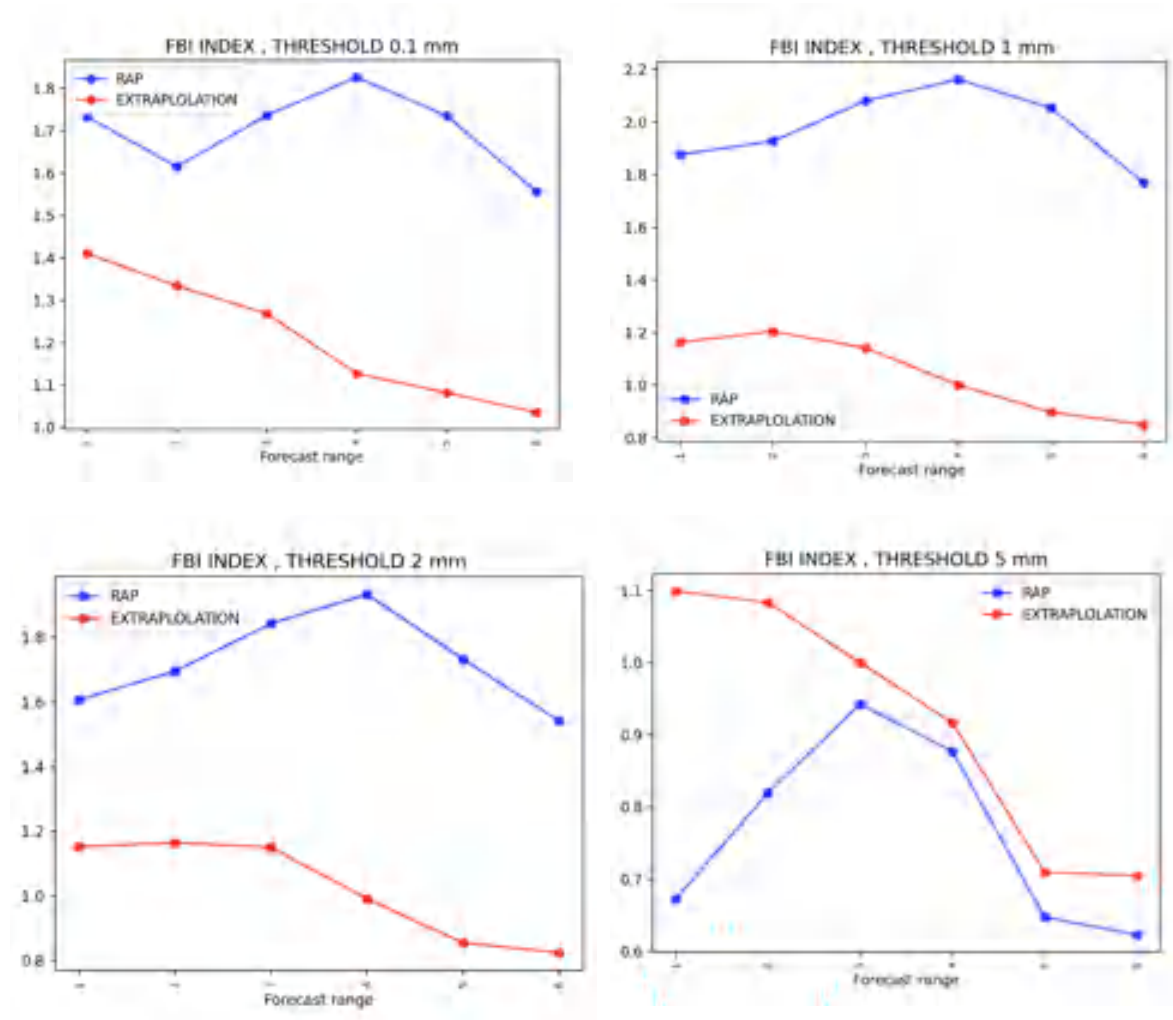 FBI INDEX , THRESHOLD 0.1 mm
RAP
EXTRAPLOLATION
1.8
1.7
1.6
1.5
1.4
1.3
1.2
1.1
1.0
Forecast range
FBI INDEX , THRESHOLD 1 mm
2.2
2.0
1.8
1.6
1.4
1.2
1.0
0.8
RAP
EXTRAPLOLATION
Forecast range
FBI INDEX , THRESHOLD 2 mm
RAP
EXTRAPLOLATION
1.8
1.6
1.4
1.2
1.0
0.8
Forecast range
FBI INDEX , THRESHOLD 5 mm
RAP
EXTRAPLOLATION
1.1
1.0
0.9
0.8
0.7
0.6
Forecast range